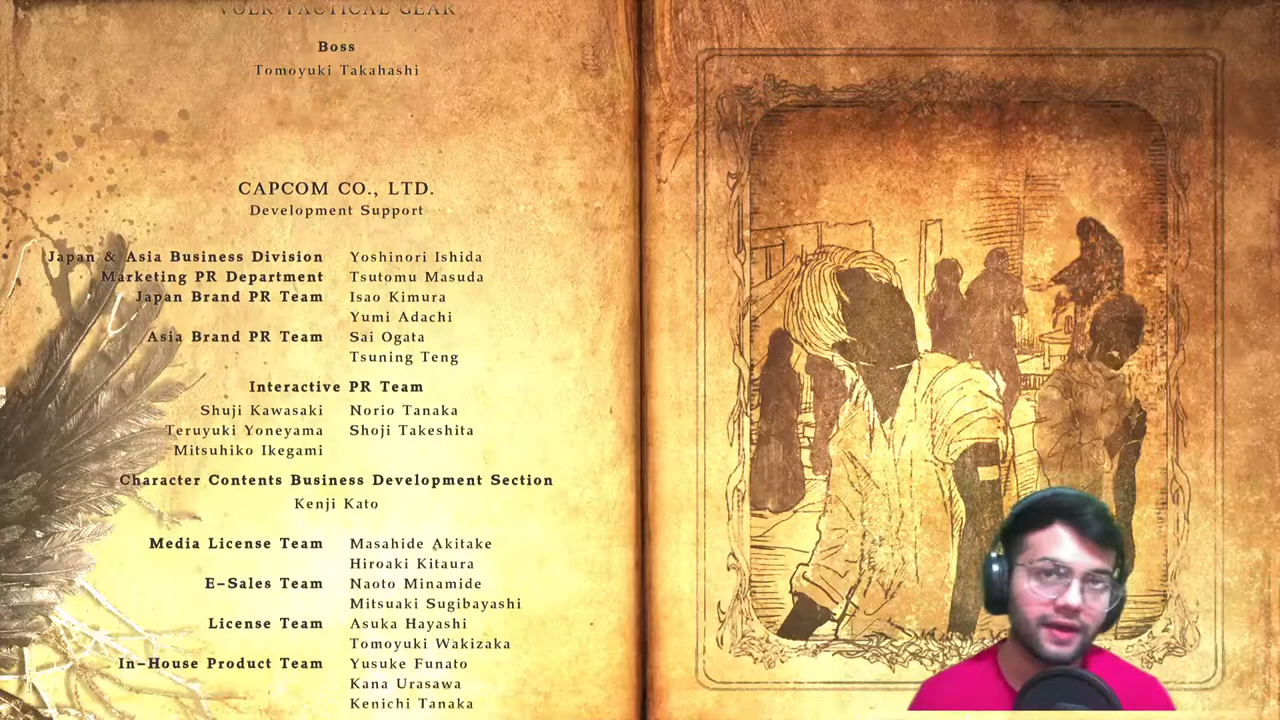 VOLK TACTICAL GEAR
Boss
Tomoyuki Takahashi
CAPCOM CO., LTD.
Development Support
Japan & Asia Business Division Yoshinori Ishida
Marketing PR Department Tsutomu Masuda
Japan Brand PR Team Isao Kimura
Yumi Adachi
Asia Brand PR Team Sai Ogata
Tsuning Teng
Interactive PR Team
Shuji Kawasaki Norio Tanaka
Teruyuki Yoneyama Shoji Takeshita
Mitsuhiko Ikegami
Character Contents Business Development Section
Kenji Kato
Media License Team Masahide Akitake
Hiroaki Kitaura
E-Sales Team Naoto Minamide
Mitsuaki Sugibayashi
License Team Asuka Hayashi
Tomoyuki Wakizaka
In-House Product Team Yusuke Funato
Kana Urasawa
Kenichi Tanaka